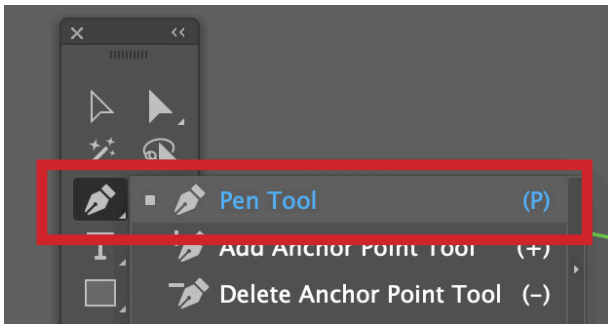 Pen Tool (P)
Add Anchor Point Tool (+)
Delete Anchor Point Tool (-)